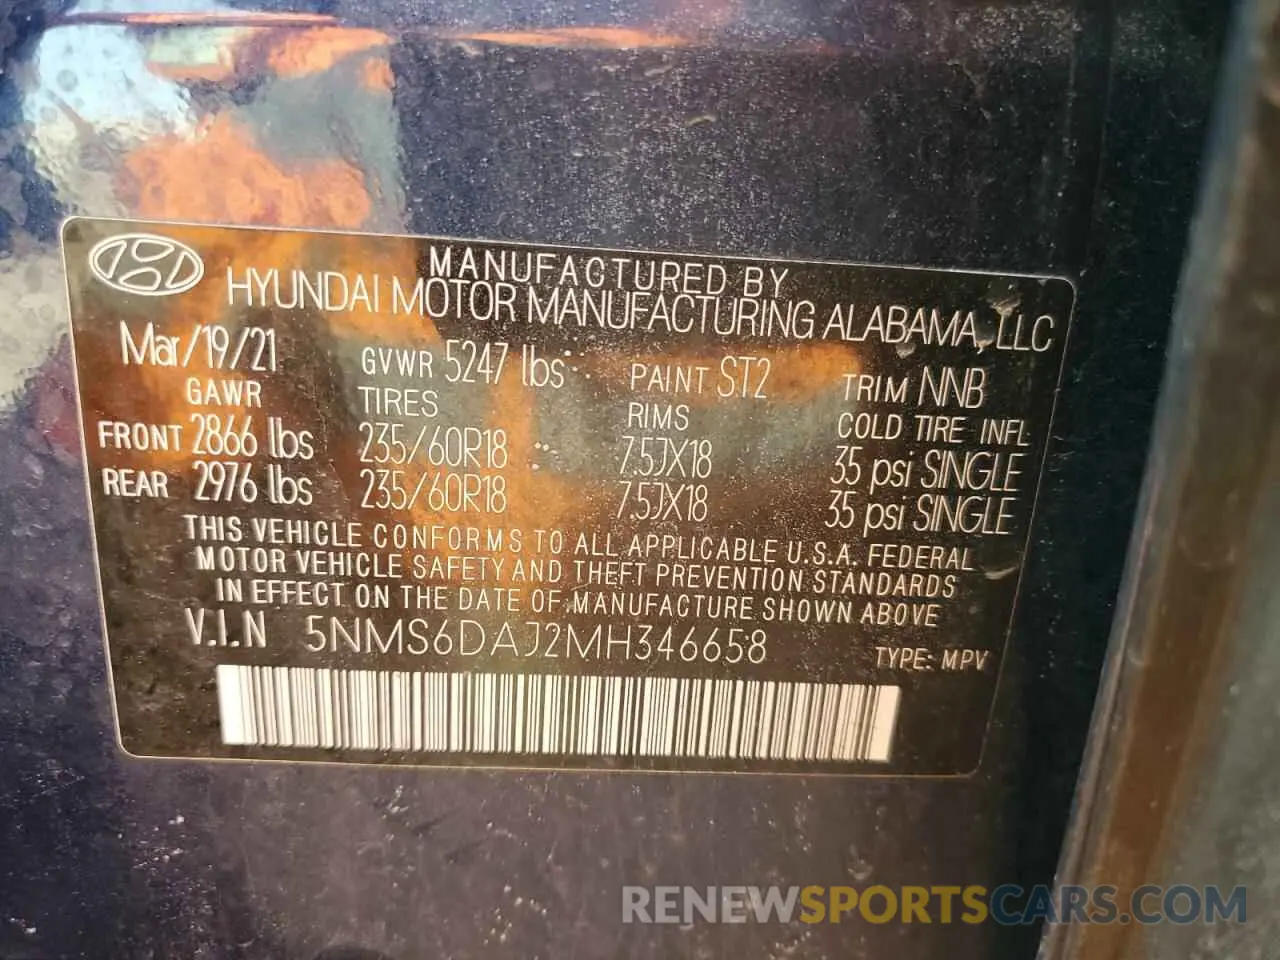 MANUFACTURED BY
HYUNDAI MOTOR MANUFACTURING ALABAMA, LLC
Mar/19/21 GVWR 5247 lbs PAINT ST2 TRIM NNB
GAWR TIRES RIMS COLD TIRE INFL
FRONT 2866 lbs 235/60R18 7.5JX18 35 psi SINGLE
REAR 2976 lbs 235/60R18 7.5JX18 35 psi SINGLE
THIS VEHICLE CONFORMS TO ALL APPLICABLE U.S.A. FEDERAL
MOTOR VEHICLE SAFETY AND THEFT PREVENTION STANDARDS
IN EFFECT ON THE DATE OF MANUFACTURE SHOWN ABOVE
V.I.N 5NMS6DAJ2MH346658 TYPE: MPV
RENEWSPORTSCARS.COM